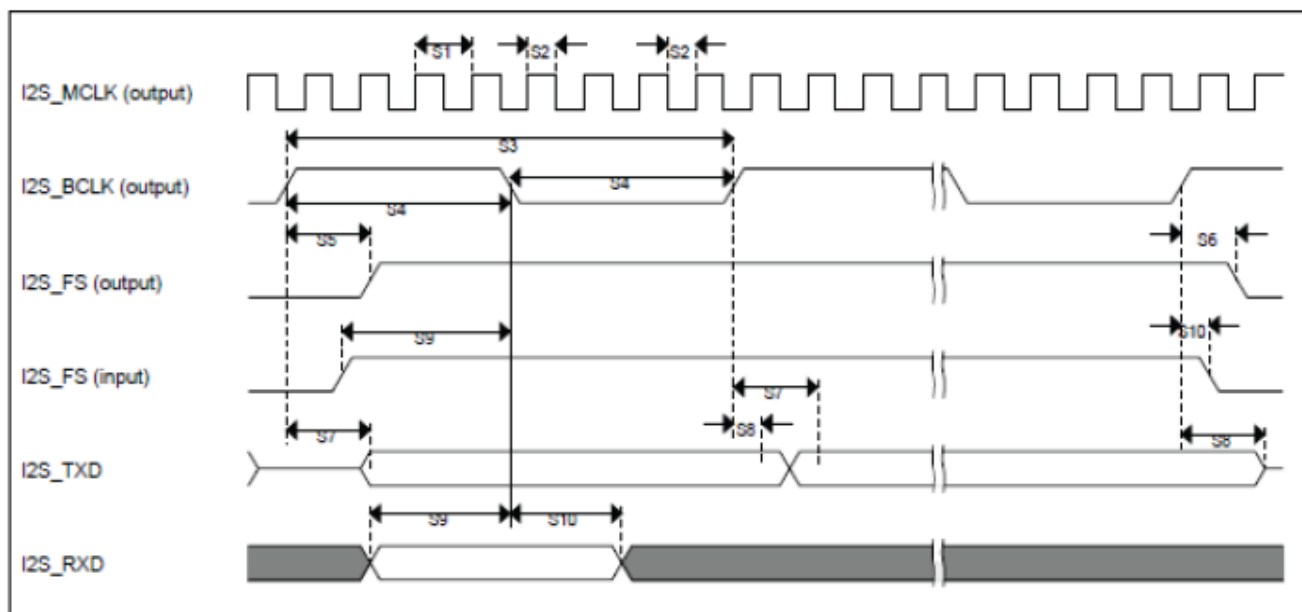 S1 S2 S2
I2S_MCLK (output)
S3
I2S_BCLK (output)
S4
S4
S5 S6
I2S_FS (output)
S9 S10
I2S_FS (input)
S7
S7 S8 S8
I2S_TXD
S9 S10
I2S_RXD